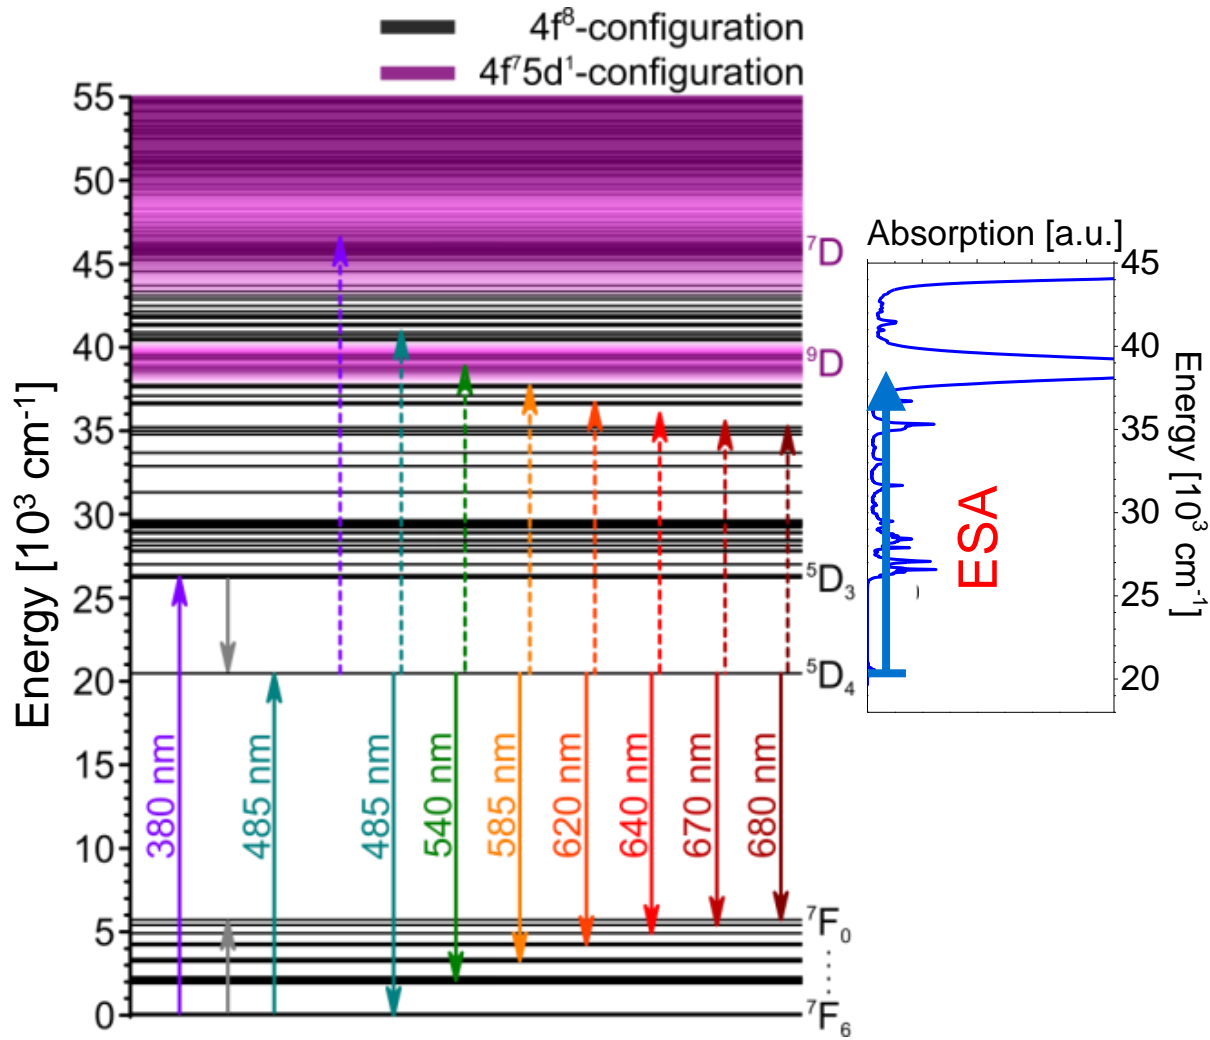 4f⁸-configuration
4f⁷5d¹-configuration
Energy [10³ cm⁻¹]
55
50
45
40
35
30
25
20
15
10
5
0
⁷D
⁹D
⁵D₃
⁵D₄
⁷F₀
⁷F₆
380 nm
485 nm
485 nm
540 nm
585 nm
620 nm
640 nm
670 nm
680 nm
Absorption [a.u.]
45
40
35
30
25
20
Energy [10³ cm⁻¹]
ESA